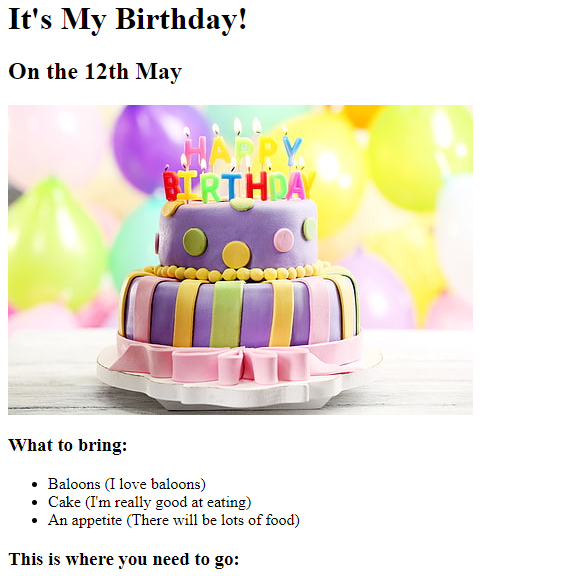 It's My Birthday!
On the 12th May
HAPPY
BIRTHDAY
What to bring:
Baloons (I love baloons)
Cake (I'm really good at eating)
An appetite (There will be lots of food)
This is where you need to go: